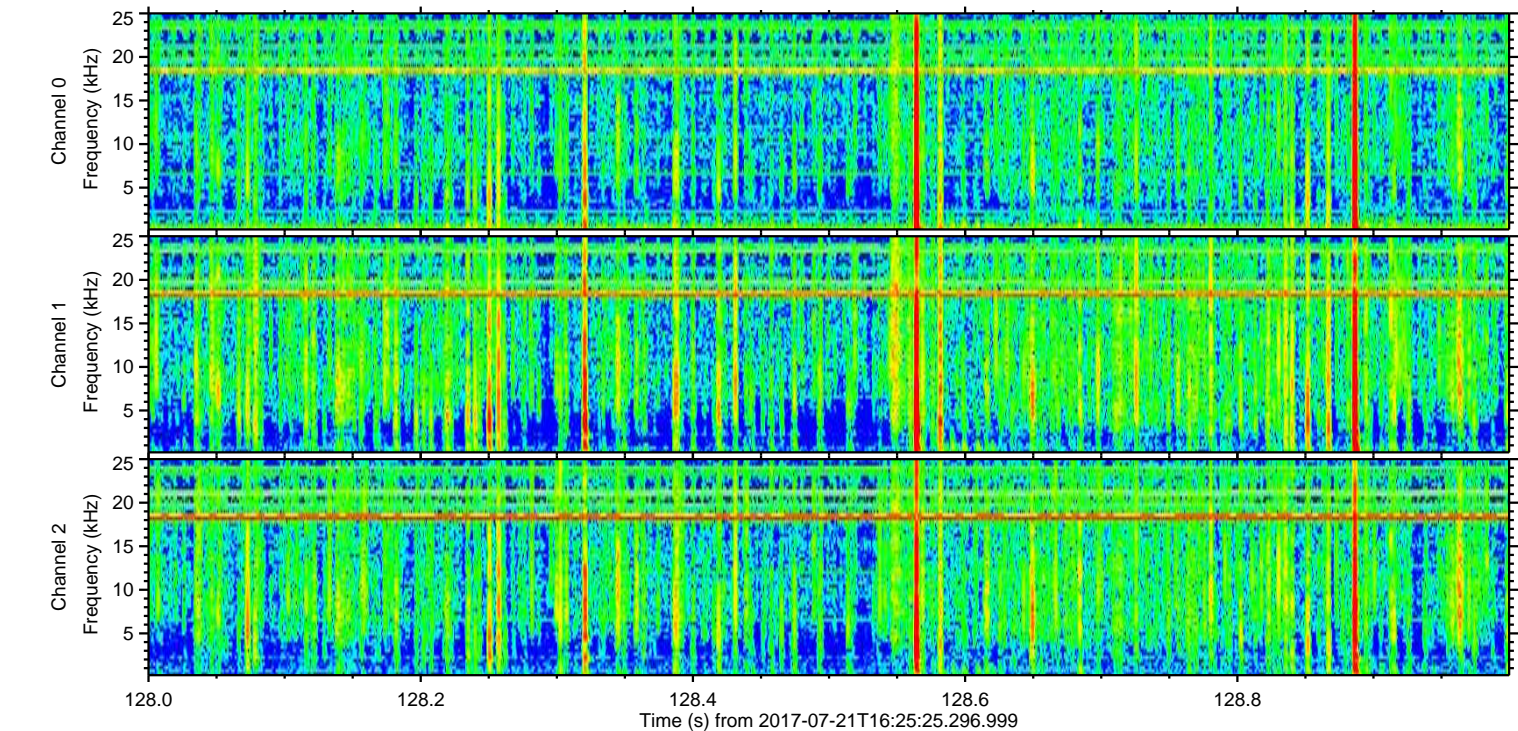 25
20
15
10
5
Channel 0
Frequency (kHz)
25
20
15
10
5
Channel 1
Frequency (kHz)
25
20
15
10
5
Channel 2
Frequency (kHz)
128.0 128.2 128.4 128.6 128.8
Time (s) from 2017-07-21T16:25:25.296.999